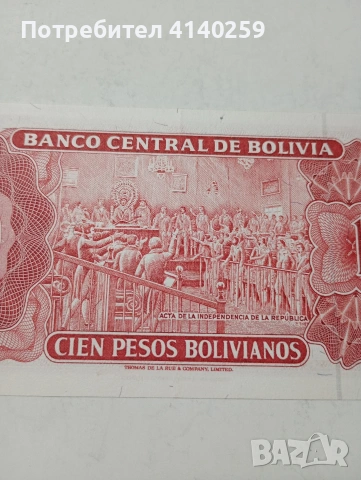 Потребител 4140259
BANCO CENTRAL DE BOLIVIA
1
ACTA DE LA INDEPENDENCIA DE LA REPUBLICA
CIEN PESOS BOLIVIANOS
THOMAS DE LA RUE & COMPANY, LIMITED.
BAZAR